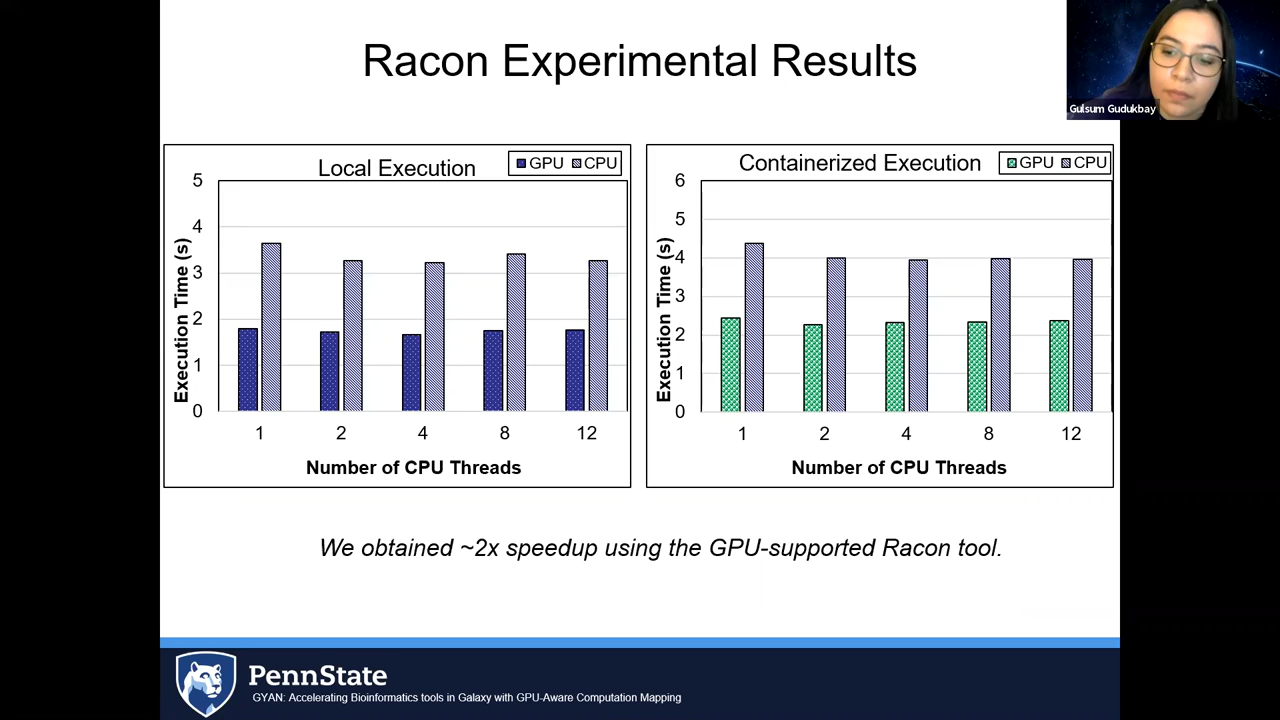 Racon Experimental Results
Gulsum Gudukbay
Local Execution
GPU CPU
5
4
3
2
1
0
Execution Time (s)
1 2 4 8 12
Number of CPU Threads
Containerized Execution
GPU CPU
6
5
4
3
2
1
0
Execution Time (s)
1 2 4 8 12
Number of CPU Threads
We obtained ~2x speedup using the GPU-supported Racon tool.
PennState
GYAN: Accelerating Bioinformatics tools in Galaxy with GPU-Aware Computation Mapping